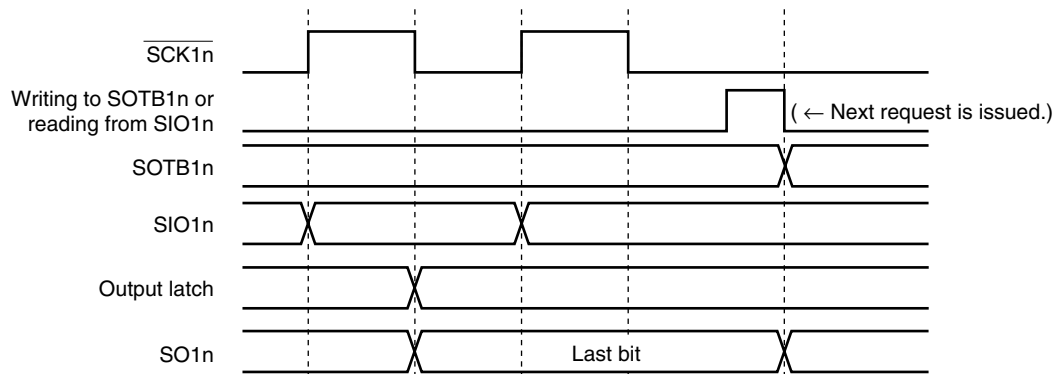 SCK1n
Writing to SOTB1n or
reading from SIO1n
( ← Next request is issued.)
SOTB1n
SIO1n
Output latch
SO1n
Last bit